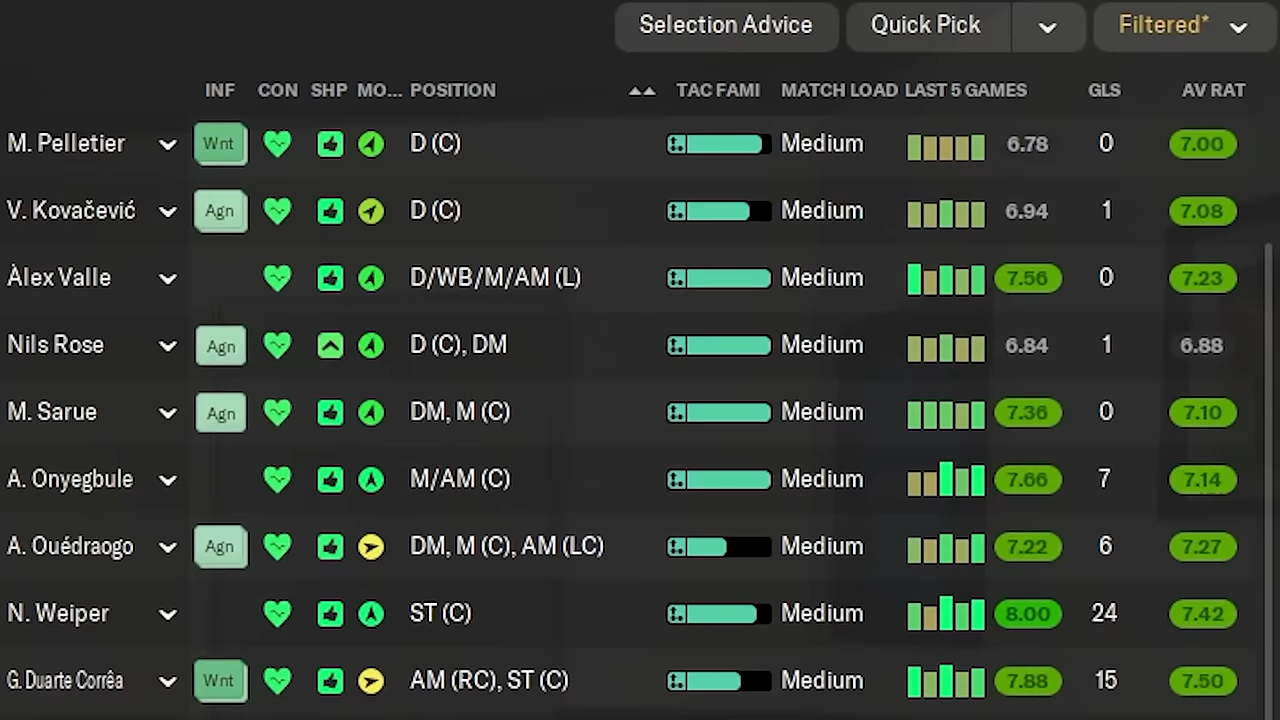 Selection Advice Quick Pick Filtered*
INF CON SHP MO... POSITION TAC FAMI MATCH LOAD LAST 5 GAMES GLS AV RAT
M. Pelletier Wnt D (C) Medium 6.78 0 7.00
V. Kovačević Agn D (C) Medium 6.94 1 7.08
Àlex Valle D/WB/M/AM (L) Medium 7.56 0 7.23
Nils Rose Agn D (C), DM Medium 6.84 1 6.88
M. Sarue Agn DM, M (C) Medium 7.36 0 7.10
A. Onyegbule M/AM (C) Medium 7.66 7 7.14
A. Ouédraogo Agn DM, M (C), AM (LC) Medium 7.22 6 7.27
N. Weiper ST (C) Medium 8.00 24 7.42
G. Duarte Corrêa Wnt AM (RC), ST (C) Medium 7.88 15 7.50